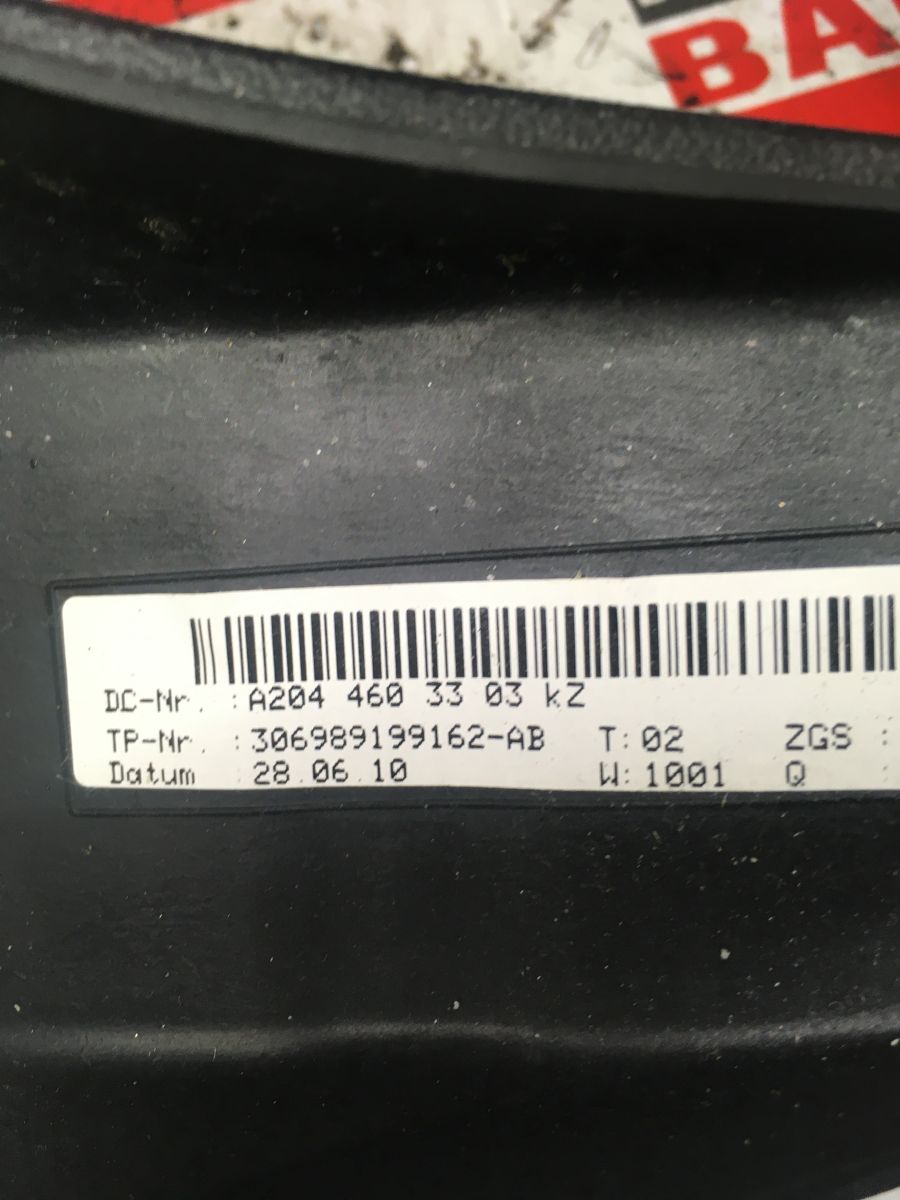 BA
DC-Nr. :A204 460 33 03 kZ
TP-Nr. :306989199162-AB T:02 ZGS :
Datum :28.06.10 W:1001 Q :